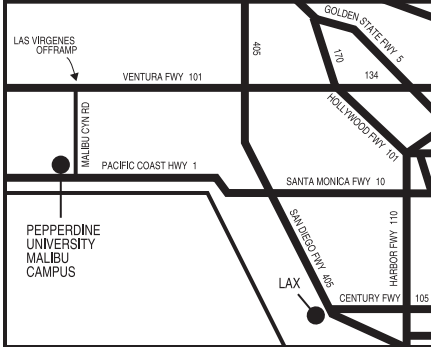 GOLDEN STATE FWY 5
LAS VIRGENES
OFFRAMP
405
170
VENTURA FWY 101
134
MALIBU CYN RD
HOLLYWOOD FWY 101
PACIFIC COAST HWY 1
SANTA MONICA FWY 10
PEPPERDINE
UNIVERSITY
MALIBU
CAMPUS
SAN DIEGO FWY 405
HARBOR FWY 110
LAX
CENTURY FWY 105